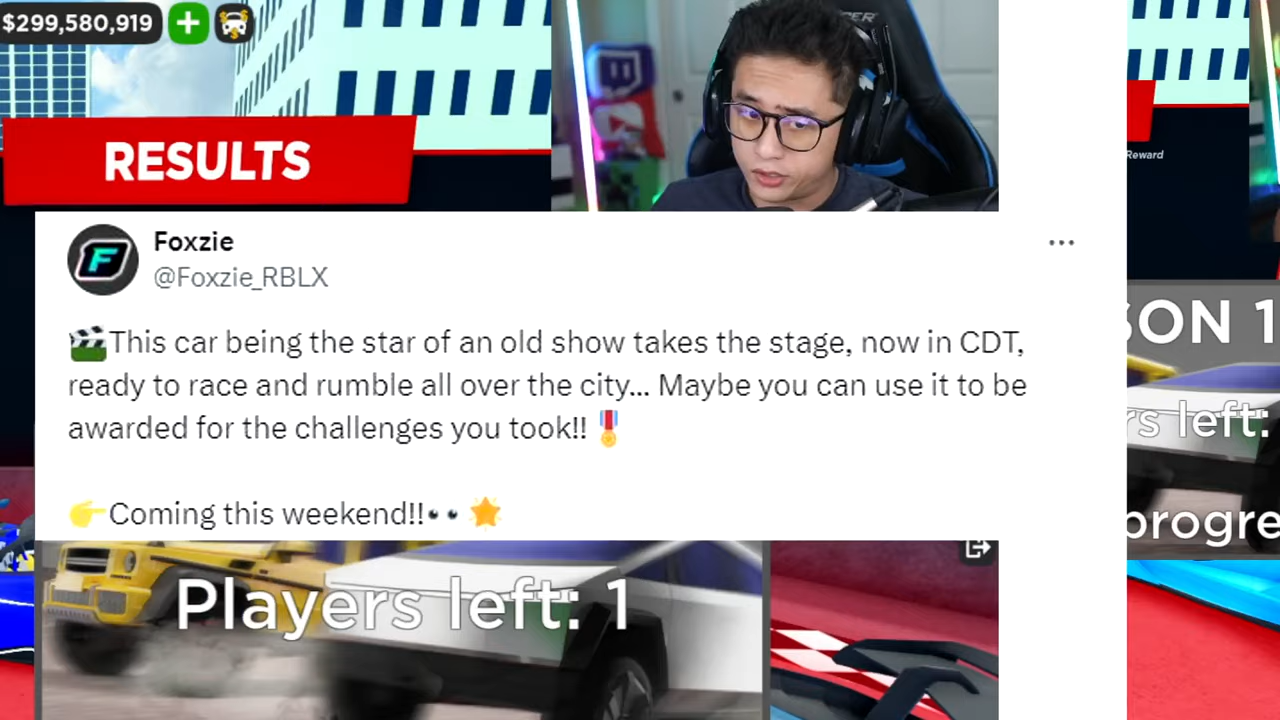 $299,580,919
RESULTS
Reward
Foxzie
@Foxzie_RBLX
🎬This car being the star of an old show takes the stage, now in CDT,
ready to race and rumble all over the city... Maybe you can use it to be
awarded for the challenges you took!! 🎖️
👉Coming this weekend!!👀 🌟
SON 1
rs left:
progre
Players left: 1